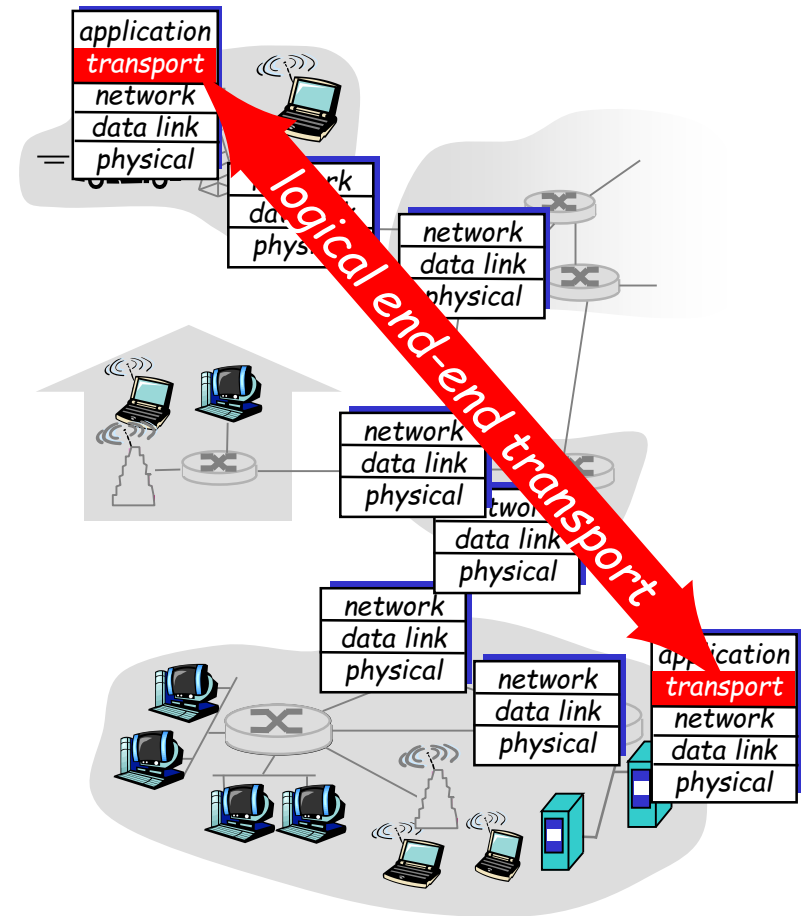 application
transport
network
data link
physical
network
data link
physical
logical end-end transport
network
data link
physical
data link
physical
network
data link
physical
network
data link
physical
application
transport
network
data link
physical